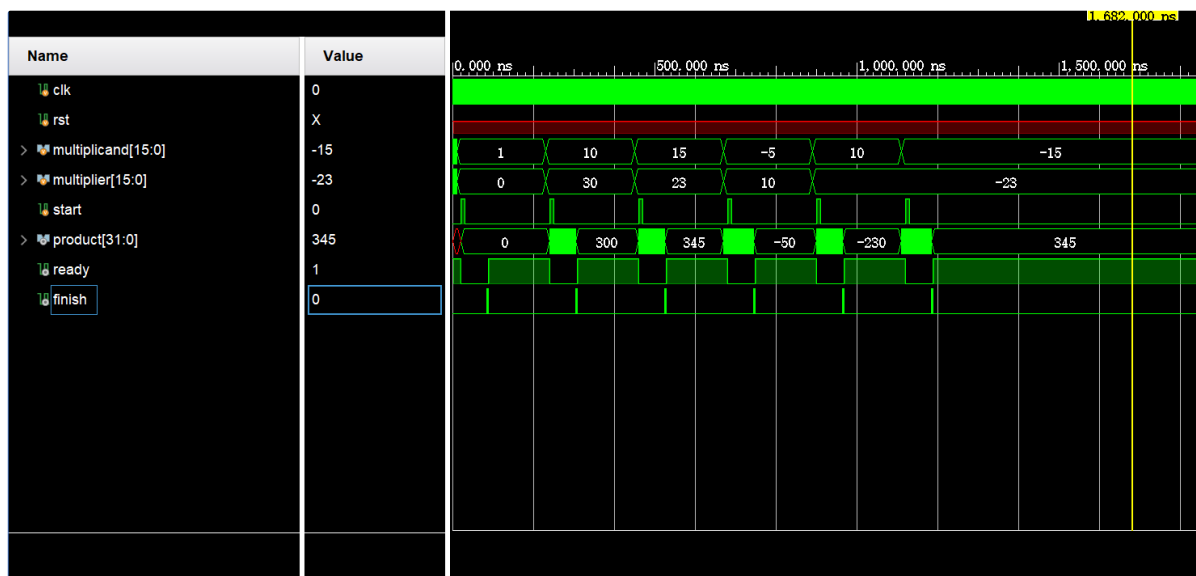 1,682.000 ns
Name Value
0.000 ns 500.000 ns 1,000.000 ns 1,500.000 ns
clk 0
rst X
multiplicand[15:0] -15 1 10 15 -5 10 -15
multiplier[15:0] -23 0 30 23 10 -23
start 0
product[31:0] 345 0 300 345 -50 -230 345
ready 1
finish 0